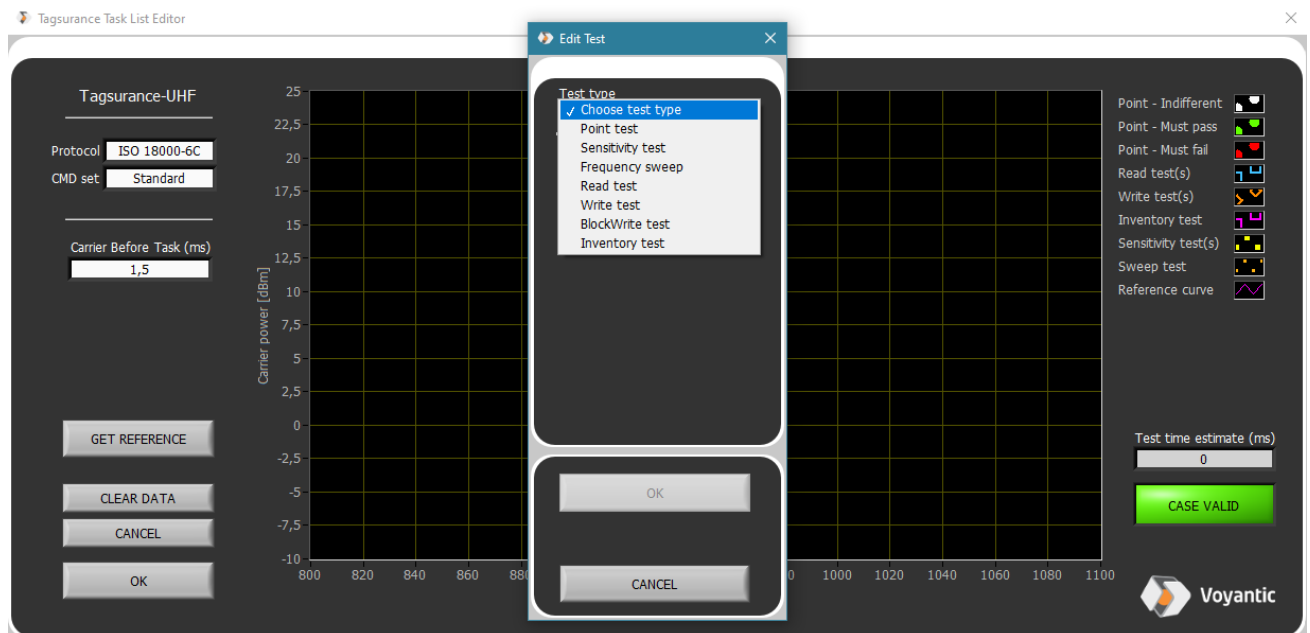 Tagsurance Task List Editor
Tagsurance-UHF
Protocol ISO 18000-6C
CMD set Standard
Carrier Before Task (ms)
1,5
GET REFERENCE
CLEAR DATA
CANCEL
OK
Carrier power [dBm]
25
22,5
20
17,5
15
12,5
10
7,5
5
2,5
0
-2,5
-5
-7,5
-10
800 820 840 860 1000 1020 1040 1060 1080 1100
Edit Test
Test type
Choose test type
Point test
Sensitivity test
Frequency sweep
Read test
Write test
BlockWrite test
Inventory test
OK
CANCEL
Point - Indifferent
Point - Must pass
Point - Must fail
Read test(s)
Write test(s)
Inventory test
Sensitivity test(s)
Sweep test
Reference curve
Test time estimate (ms)
0
CASE VALID
Voyantic